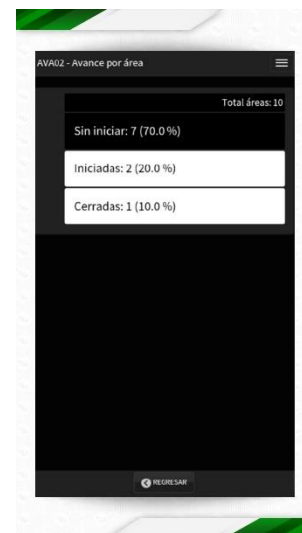 AVA02 - Avance por área
Total áreas: 10
Sin iniciar: 7 (70.0 %)
Iniciadas: 2 (20.0 %)
Cerradas: 1 (10.0 %)
REGRESAR